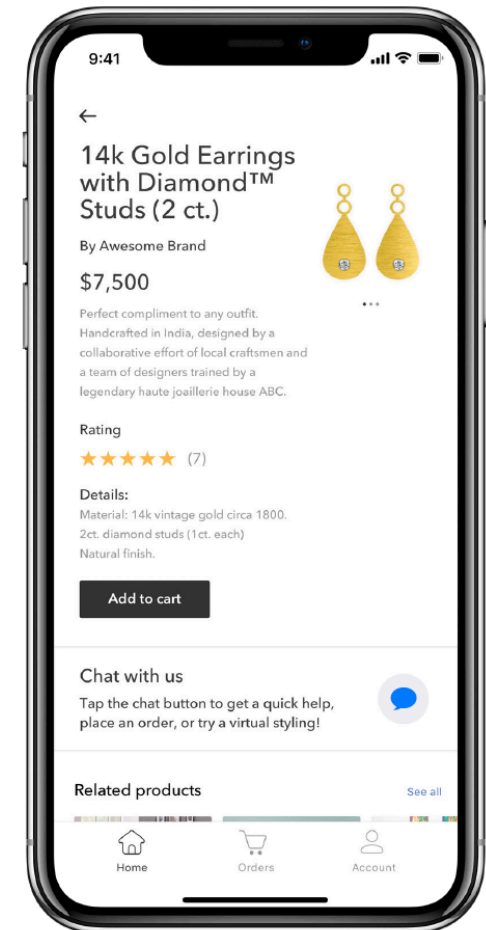 9:41
14k Gold Earrings
with Diamond™
Studs (2 ct.)
By Awesome Brand
$7,500
Perfect compliment to any outfit.
Handcrafted in India, designed by a
collaborative effort of local craftsmen and
a team of designers trained by a
legendary haute joaillerie house ABC.
Rating
(7)
Details:
Material: 14k vintage gold circa 1800.
2ct. diamond studs (1ct. each)
Natural finish.
Add to cart
Chat with us
Tap the chat button to get a quick help,
place an order, or try a virtual styling!
Related products See all
Home Orders Account